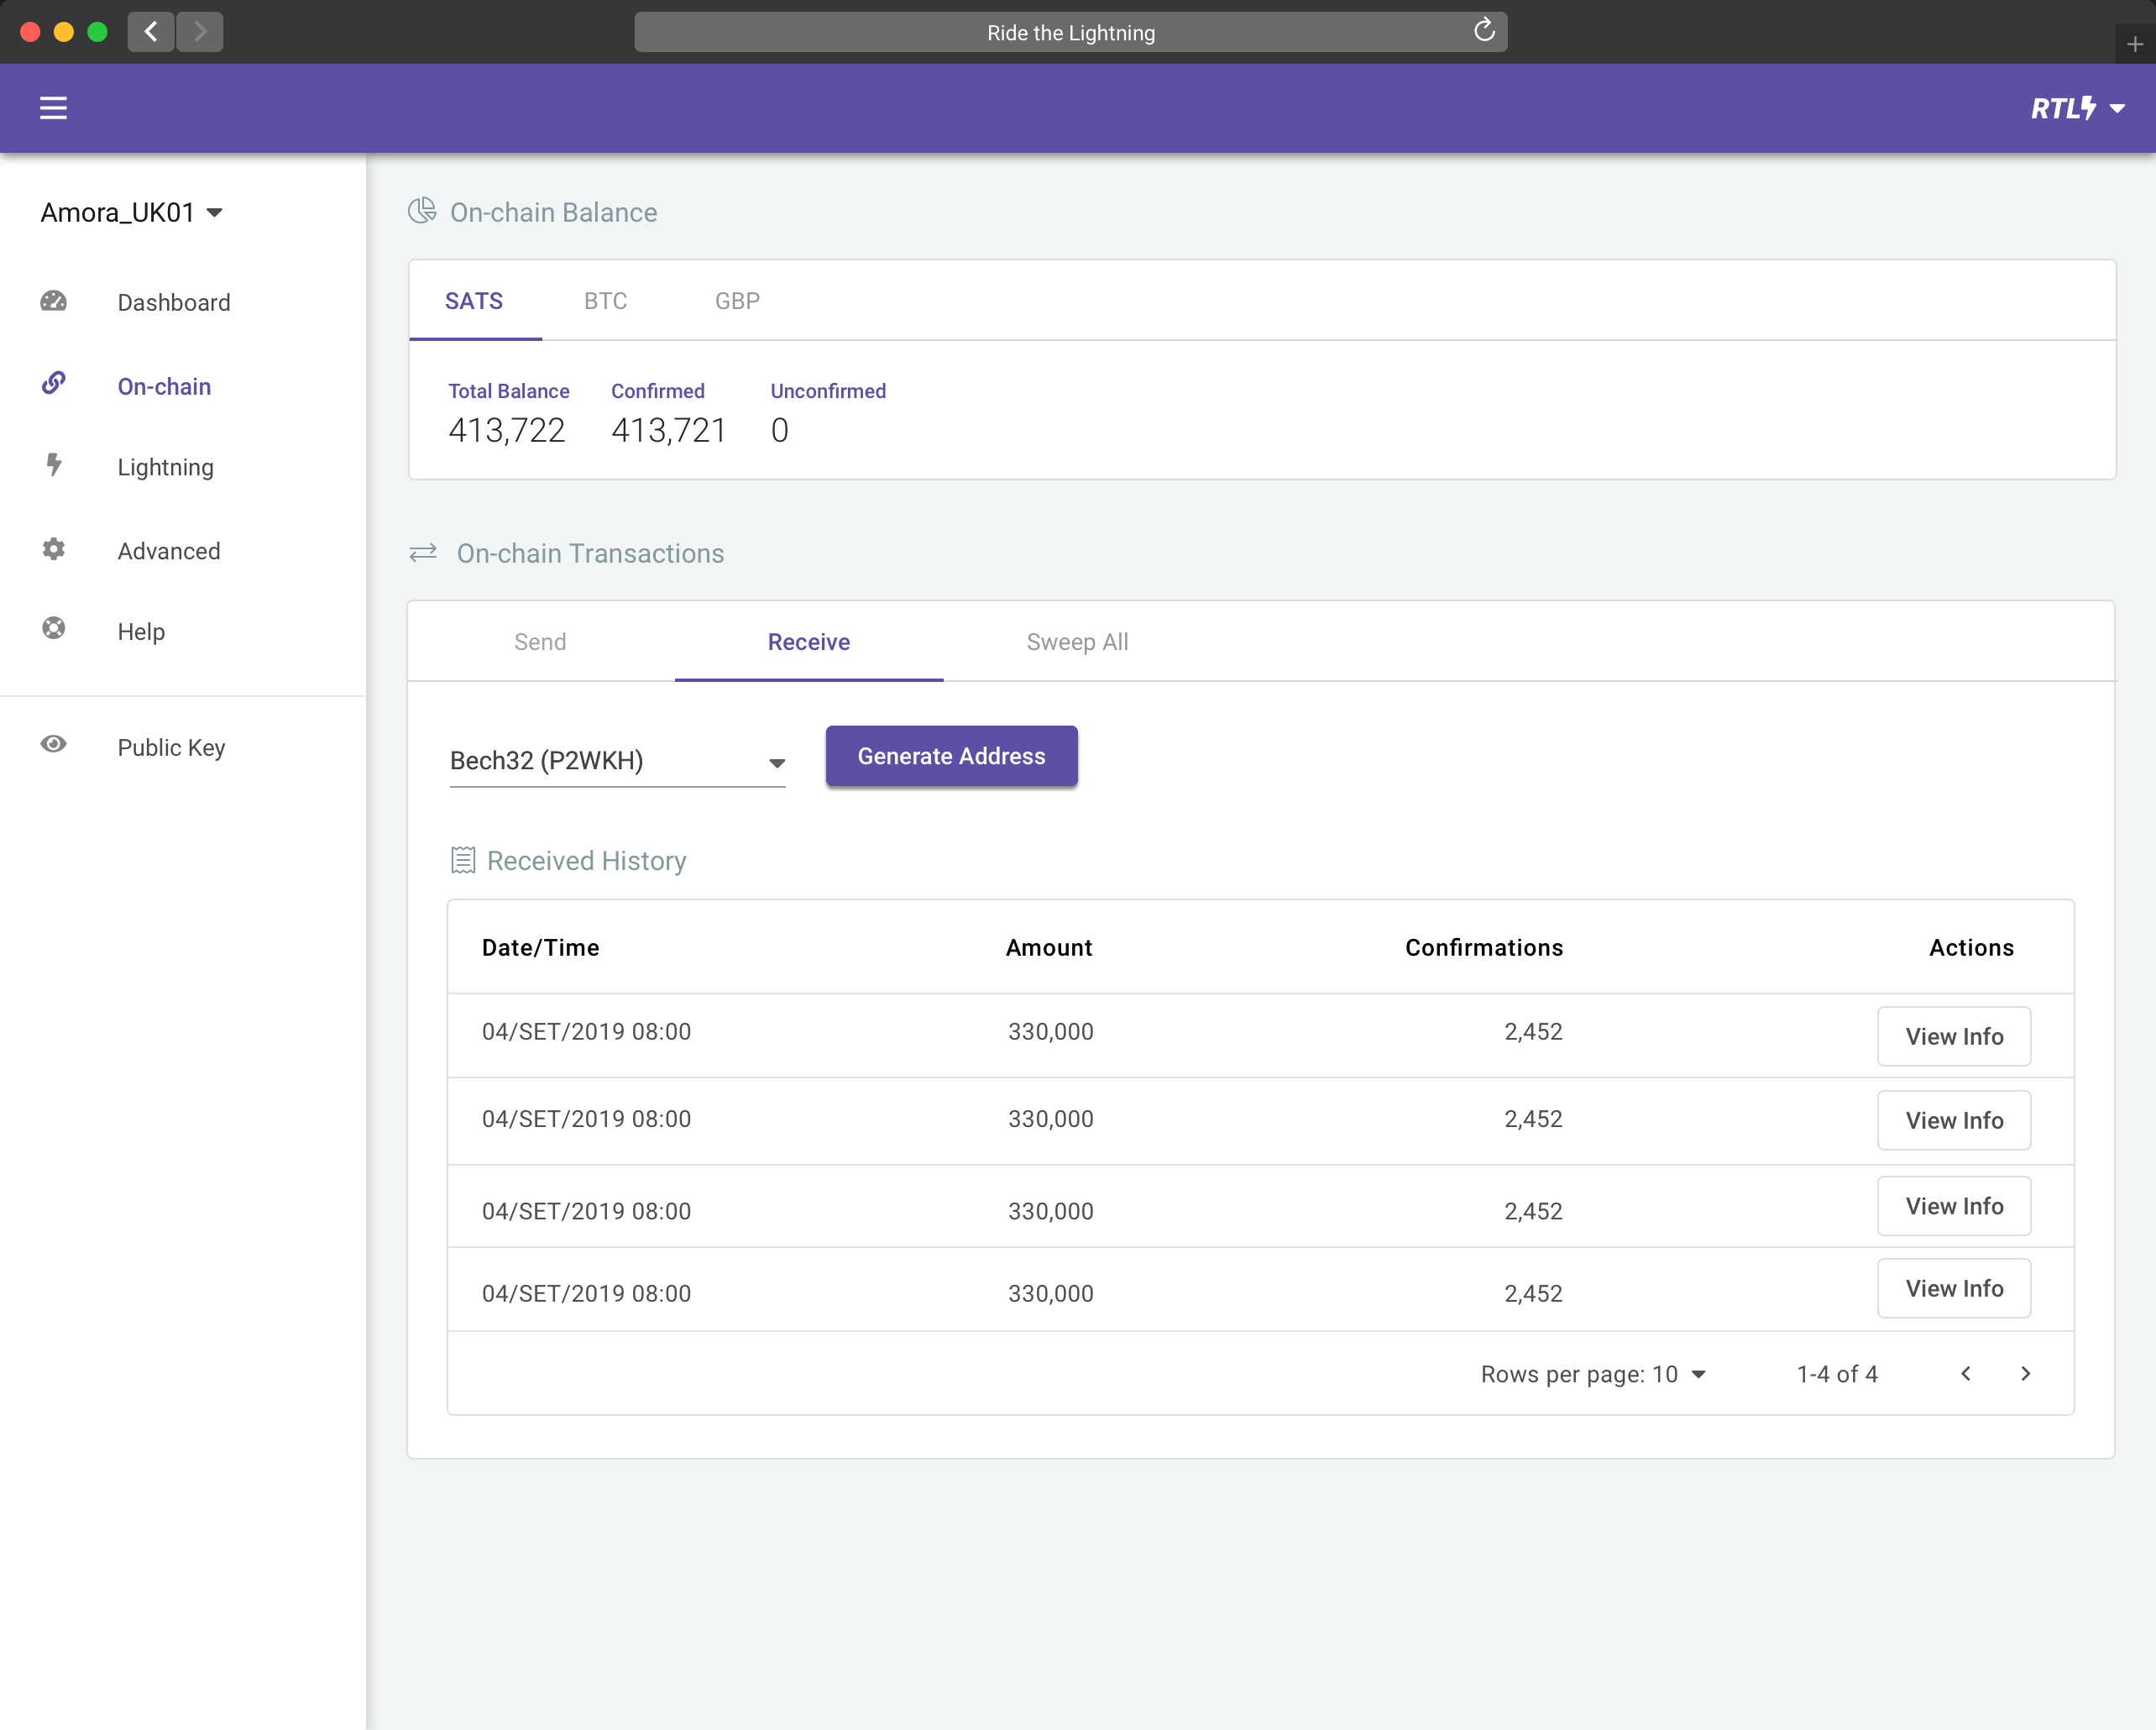 Ride the Lightning
RTL
Amora_UK01
Dashboard
On-chain
Lightning
Advanced
Help
Public Key
On-chain Balance
SATS BTC GBP
Total Balance Confirmed Unconfirmed
413,722 413,721 0
On-chain Transactions
Send Receive Sweep All
Bech32 (P2WKH) Generate Address
Received History
Date/Time Amount Confirmations Actions
04/SET/2019 08:00 330,000 2,452 View Info
04/SET/2019 08:00 330,000 2,452 View Info
04/SET/2019 08:00 330,000 2,452 View Info
04/SET/2019 08:00 330,000 2,452 View Info
Rows per page: 10 1-4 of 4